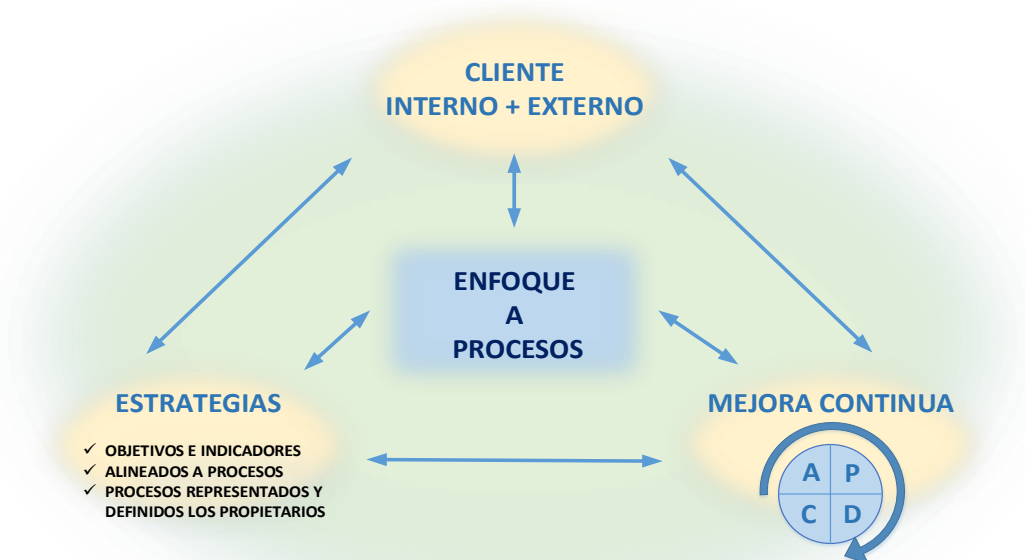 CLIENTE
INTERNO + EXTERNO
ENFOQUE
A
PROCESOS
ESTRATEGIAS
✓ OBJETIVOS E INDICADORES
✓ ALINEADOS A PROCESOS
✓ PROCESOS REPRESENTADOS Y
DEFINIDOS LOS PROPIETARIOS
MEJORA CONTINUA
A P
C D